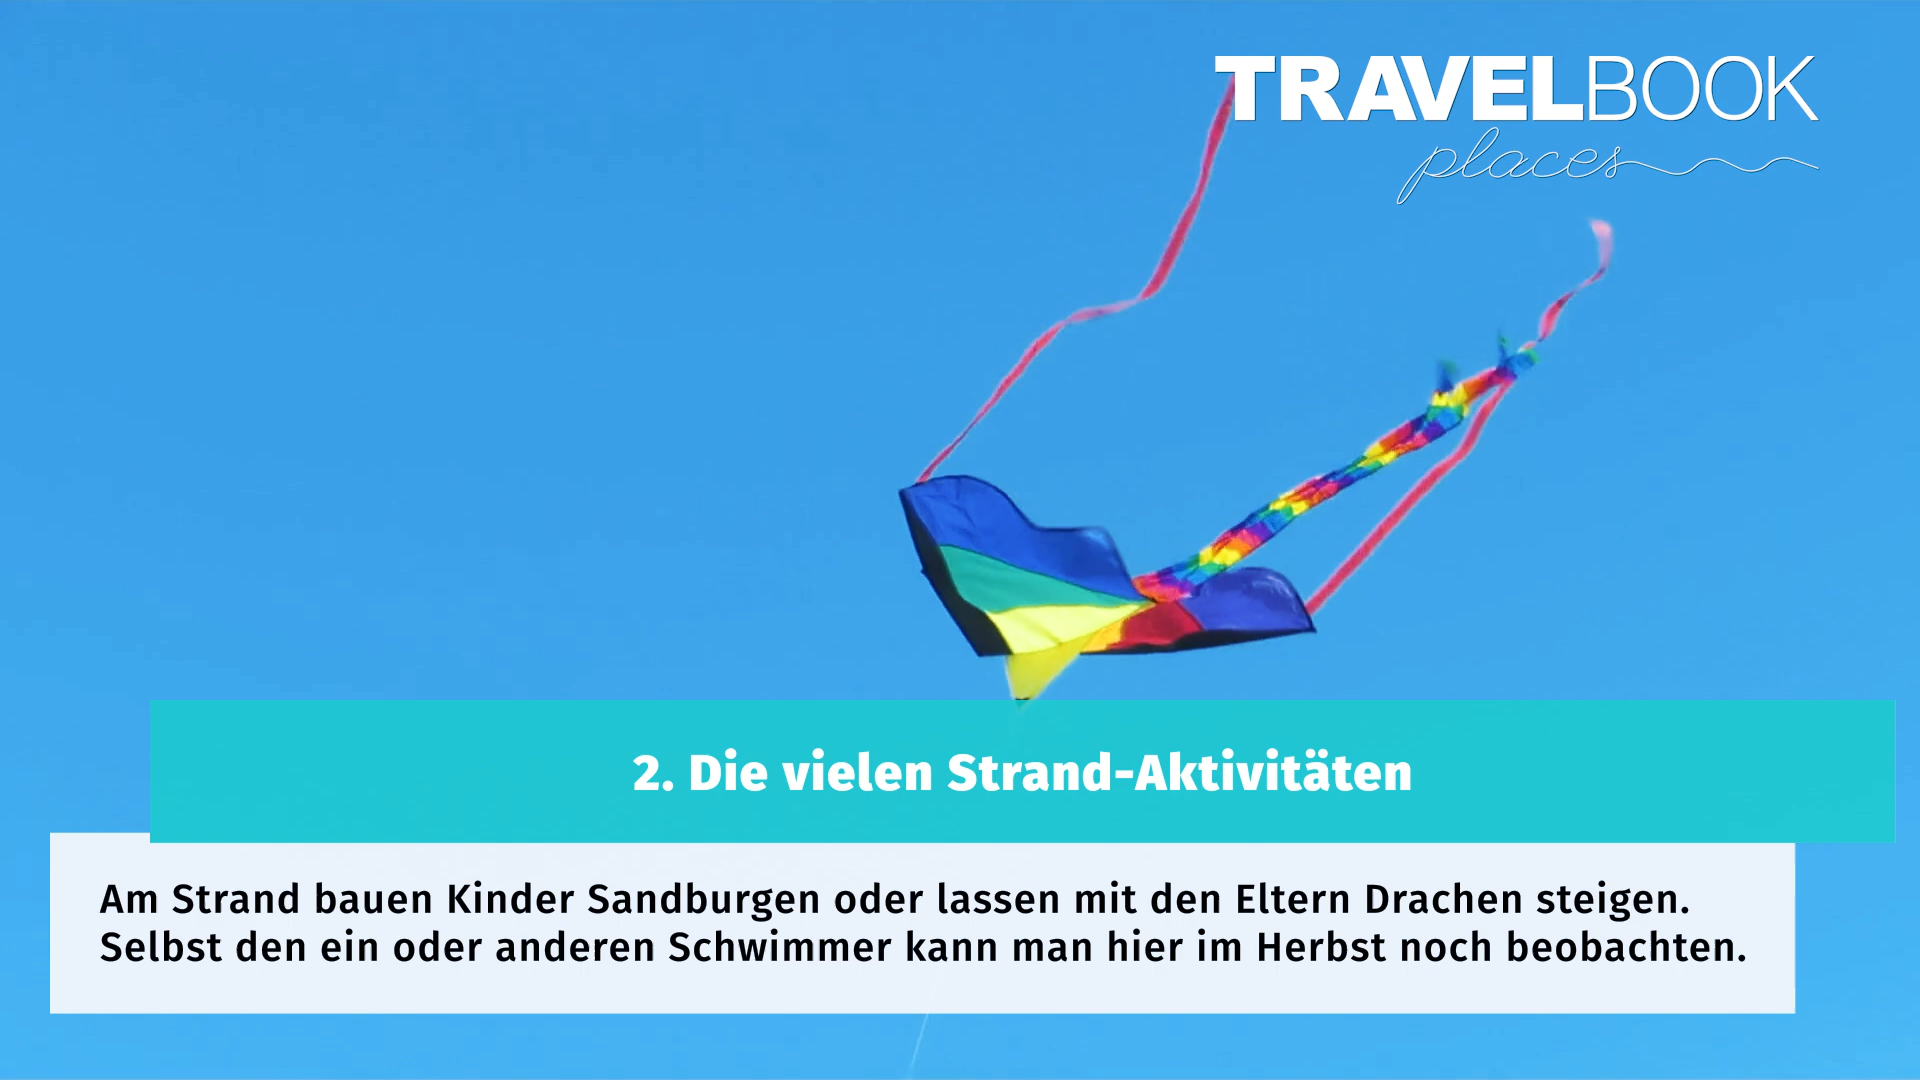 TRAVELBOOK
places
2. Die vielen Strand-Aktivitäten
Am Strand bauen Kinder Sandburgen oder lassen mit den Eltern Drachen steigen.
Selbst den ein oder anderen Schwimmer kann man hier im Herbst noch beobachten.